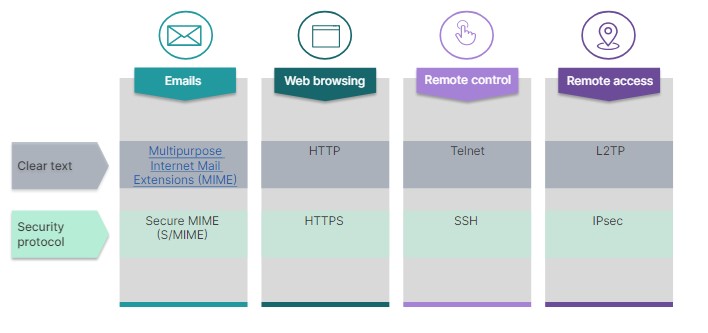 Emails
Web browsing
Remote control
Remote access
Clear text
Multipurpose
Internet Mail
Extensions (MIME)
HTTP
Telnet
L2TP
Security
protocol
Secure MIME
(S/MIME)
HTTPS
SSH
IPsec